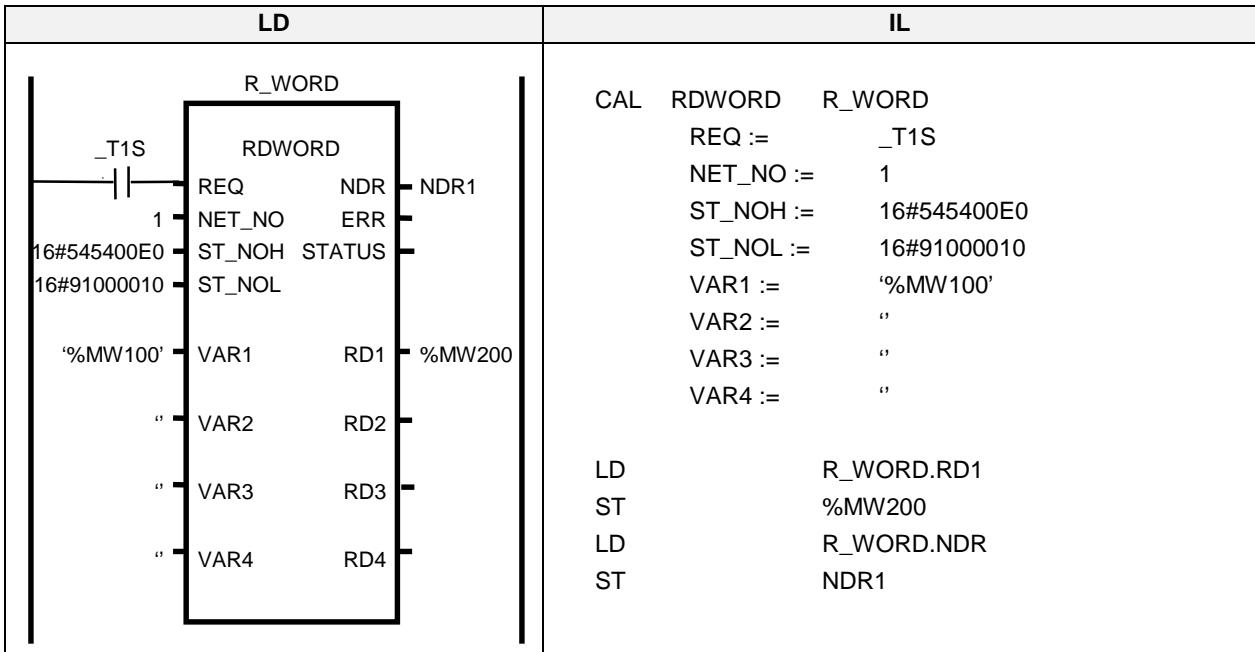 LD
IL
R_WORD
_T1S
RDWORD
REQ NDR NDR1
1 NET_NO ERR
16#545400E0 ST_NOH STATUS
16#91000010 ST_NOL
‘%MW100’ VAR1 RD1 %MW200
‘’ VAR2 RD2
‘’ VAR3 RD3
‘’ VAR4 RD4
CAL RDWORD R_WORD
REQ := _T1S
NET_NO := 1
ST_NOH := 16#545400E0
ST_NOL := 16#91000010
VAR1 := ‘%MW100’
VAR2 := ‘’
VAR3 := ‘’
VAR4 := ‘’
LD R_WORD.RD1
ST %MW200
LD R_WORD.NDR
ST NDR1